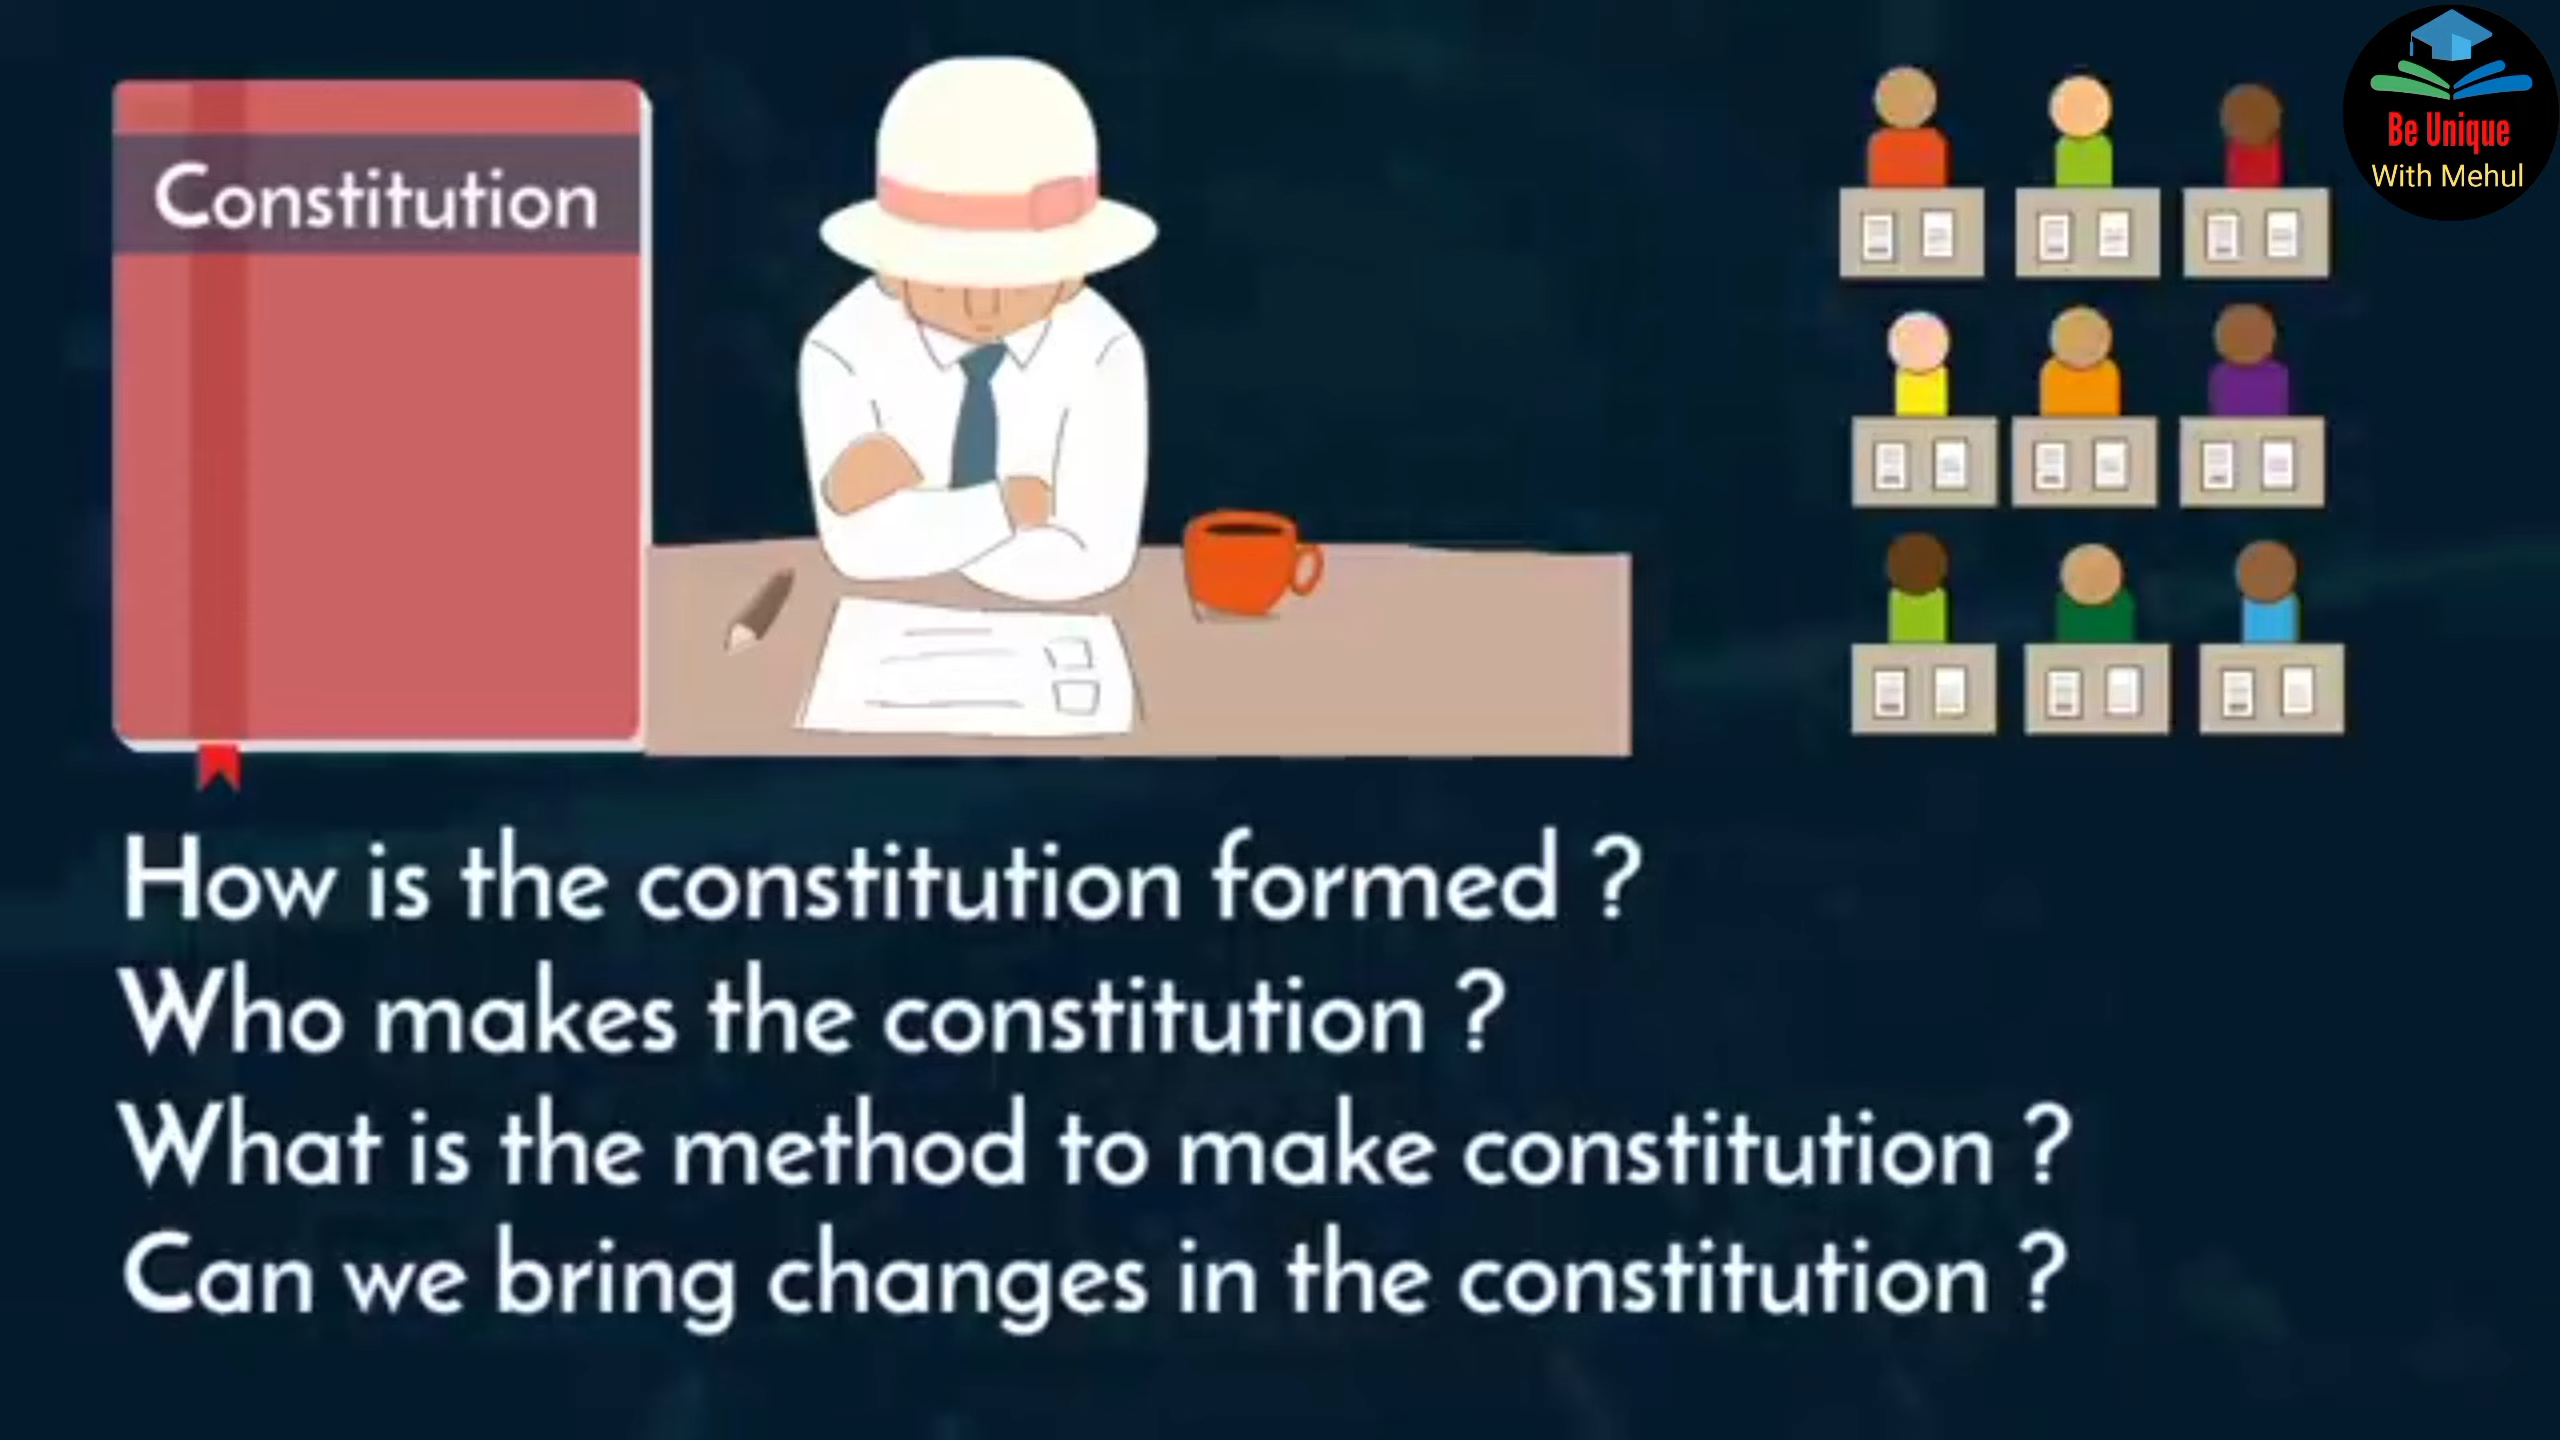 Constitution
Be Unique
With Mehul
How is the constitution formed ?
Who makes the constitution ?
What is the method to make constitution ?
Can we bring changes in the constitution ?